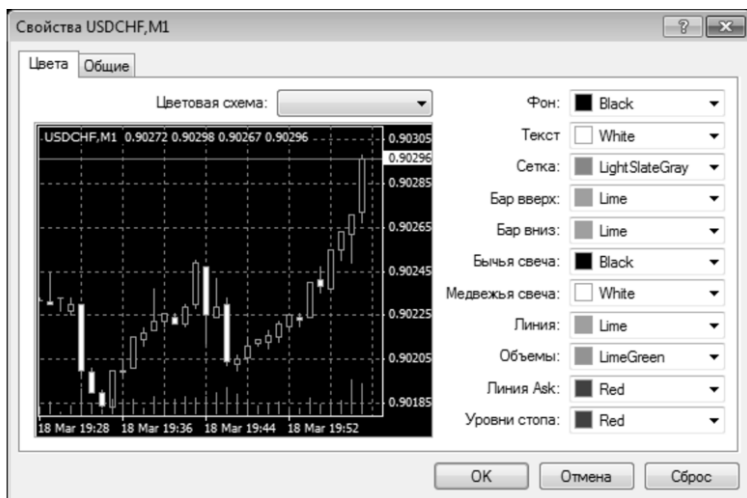 Свойства USDCHF,M1
Цвета Общие
Цветовая схема:
USDCHF,M1 0.90272 0.90298 0.90267 0.90296
0.90305
0.90296
0.90285
0.90265
0.90245
0.90225
0.90205
0.90185
18 Mar 19:28 18 Mar 19:36 18 Mar 19:44 18 Mar 19:52
Фон: Black
Текст White
Сетка: LightSlateGray
Бар вверх: Lime
Бар вниз: Lime
Бычья свеча: Black
Медвежья свеча: White
Линия: Lime
Объемы: LimeGreen
Линия Ask: Red
Уровни стопа: Red
OK Отмена Сброс